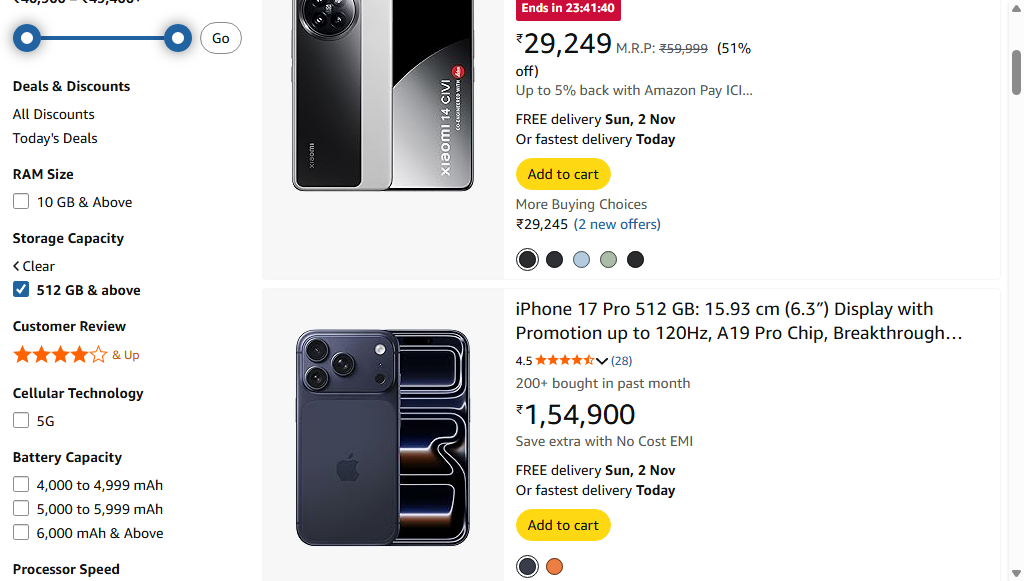 Go
Deals & Discounts
All Discounts
Today's Deals
RAM Size
10 GB & Above
Storage Capacity
Clear
512 GB & above
Customer Review
& Up
Cellular Technology
5G
Battery Capacity
4,000 to 4,999 mAh
5,000 to 5,999 mAh
6,000 mAh & Above
Processor Speed
xiaomi
xiaomi 14 CIVI
CO-ENGINEERED WITH
Ends in 23:41:40
₹29,249 M.R.P: ₹59,999 (51%
off)
Up to 5% back with Amazon Pay ICI…
FREE delivery Sun, 2 Nov
Or fastest delivery Today
Add to cart
More Buying Choices
₹29,245 (2 new offers)
iPhone 17 Pro 512 GB: 15.93 cm (6.3″) Display with
Promotion up to 120Hz, A19 Pro Chip, Breakthrough…
4.5 (28)
200+ bought in past month
₹1,54,900
Save extra with No Cost EMI
FREE delivery Sun, 2 Nov
Or fastest delivery Today
Add to cart